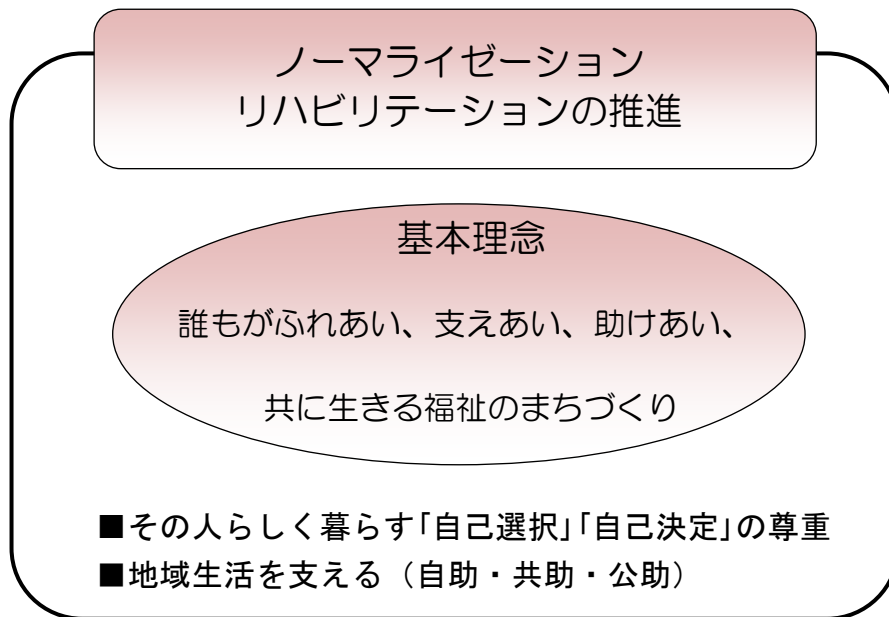 ノーマライゼーション
リハビリテーションの推進
基本理念
誰もがふれあい、支えあい、助けあい、
共に生きる福祉のまちづくり
■その人らしく暮らす｢自己選択｣｢自己決定｣の尊重
■地域生活を支える（自助・共助・公助）